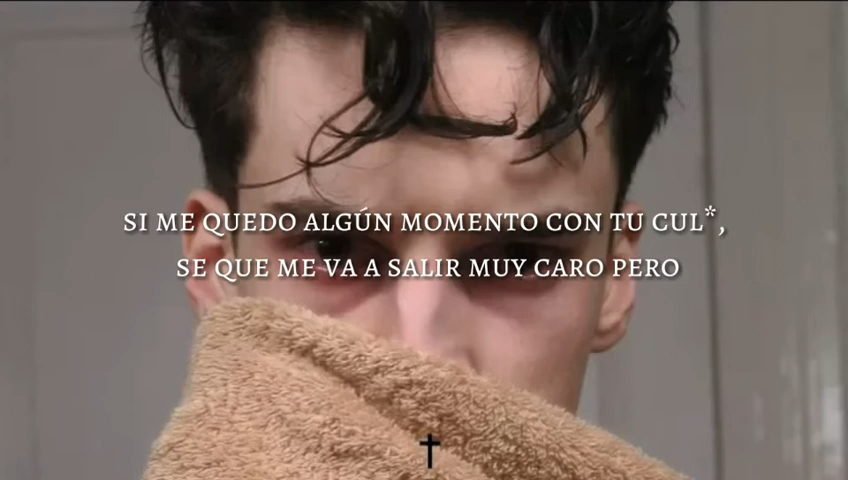 SI ME QUEDO ALGÚN MOMENTO CON TU CUL*,
SE QUE ME VA A SALIR MUY CARO PERO